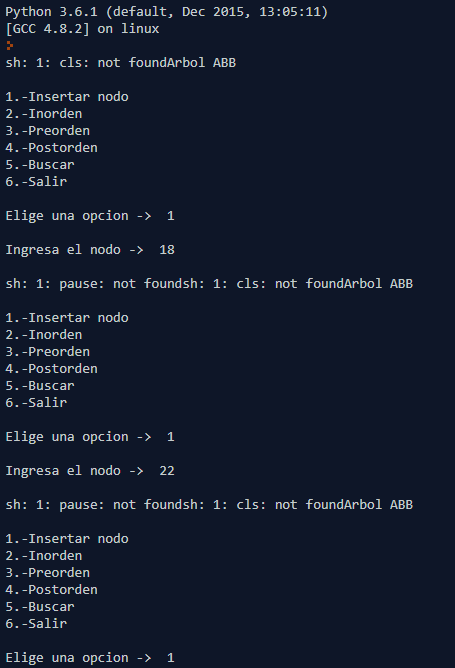 Python 3.6.1 (default, Dec 2015, 13:05:11)
[GCC 4.8.2] on linux
sh: 1: cls: not foundArbol ABB
1.-Insertar nodo
2.-Inorden
3.-Preorden
4.-Postorden
5.-Buscar
6.-Salir
Elige una opcion -> 1
Ingresa el nodo -> 18
sh: 1: pause: not foundsh: 1: cls: not foundArbol ABB
1.-Insertar nodo
2.-Inorden
3.-Preorden
4.-Postorden
5.-Buscar
6.-Salir
Elige una opcion -> 1
Ingresa el nodo -> 22
sh: 1: pause: not foundsh: 1: cls: not foundArbol ABB
1.-Insertar nodo
2.-Inorden
3.-Preorden
4.-Postorden
5.-Buscar
6.-Salir
Elige una opcion -> 1